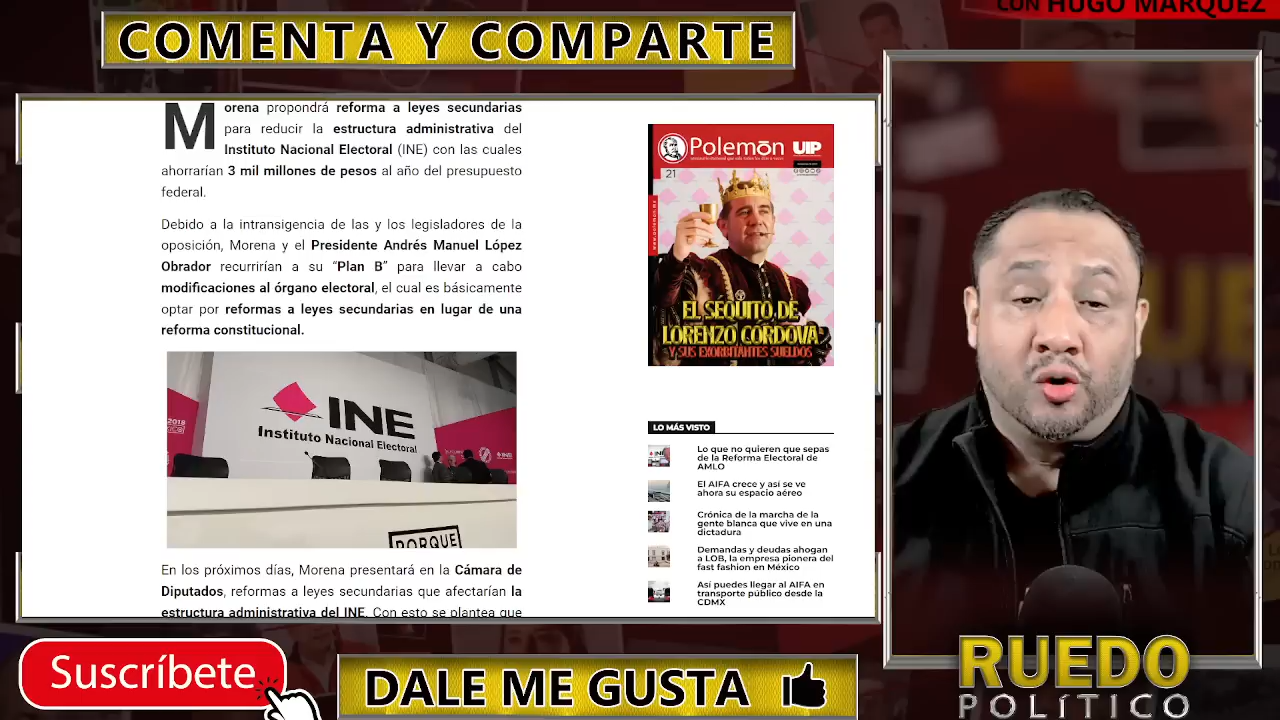 CON HUGO MÁRQUEZ
COMENTA Y COMPARTE
Morena propondrá reforma a leyes secundarias
para reducir la estructura administrativa del
Instituto Nacional Electoral (INE) con las cuales
ahorrarían 3 mil millones de pesos al año del presupuesto
federal.
Debido a la intransigencia de las y los legisladores de la
oposición, Morena y el Presidente Andrés Manuel López
Obrador recurrirían a su “Plan B” para llevar a cabo
modificaciones al órgano electoral, el cual es básicamente
optar por reformas a leyes secundarias en lugar de una
reforma constitucional.
INE
Instituto Nacional Electoral
PORQUE
En los próximos días, Morena presentará en la Cámara de
Diputados, reformas a leyes secundarias que afectarían la
estructura administrativa del INE. Con esto se plantea que
Polemōn UIP
21
EL SÉQUITO DE
LORENZO CÓRDOVA
Y SUS EXORBITANTES SUELDOS
LO MÁS VISTO
Lo que no quieren que sepas
de la Reforma Electoral de
AMLO
El AIFA crece y así se ve
ahora su espacio aéreo
Crónica de la marcha de la
gente blanca que vive en una
dictadura
Demandas y deudas ahogan
a LOB, la empresa pionera del
fast fashion en México
Así puedes llegar al AIFA en
transporte público desde la
CDMX
Suscríbete
DALE ME GUSTA
RUEDO
POLÍTICO